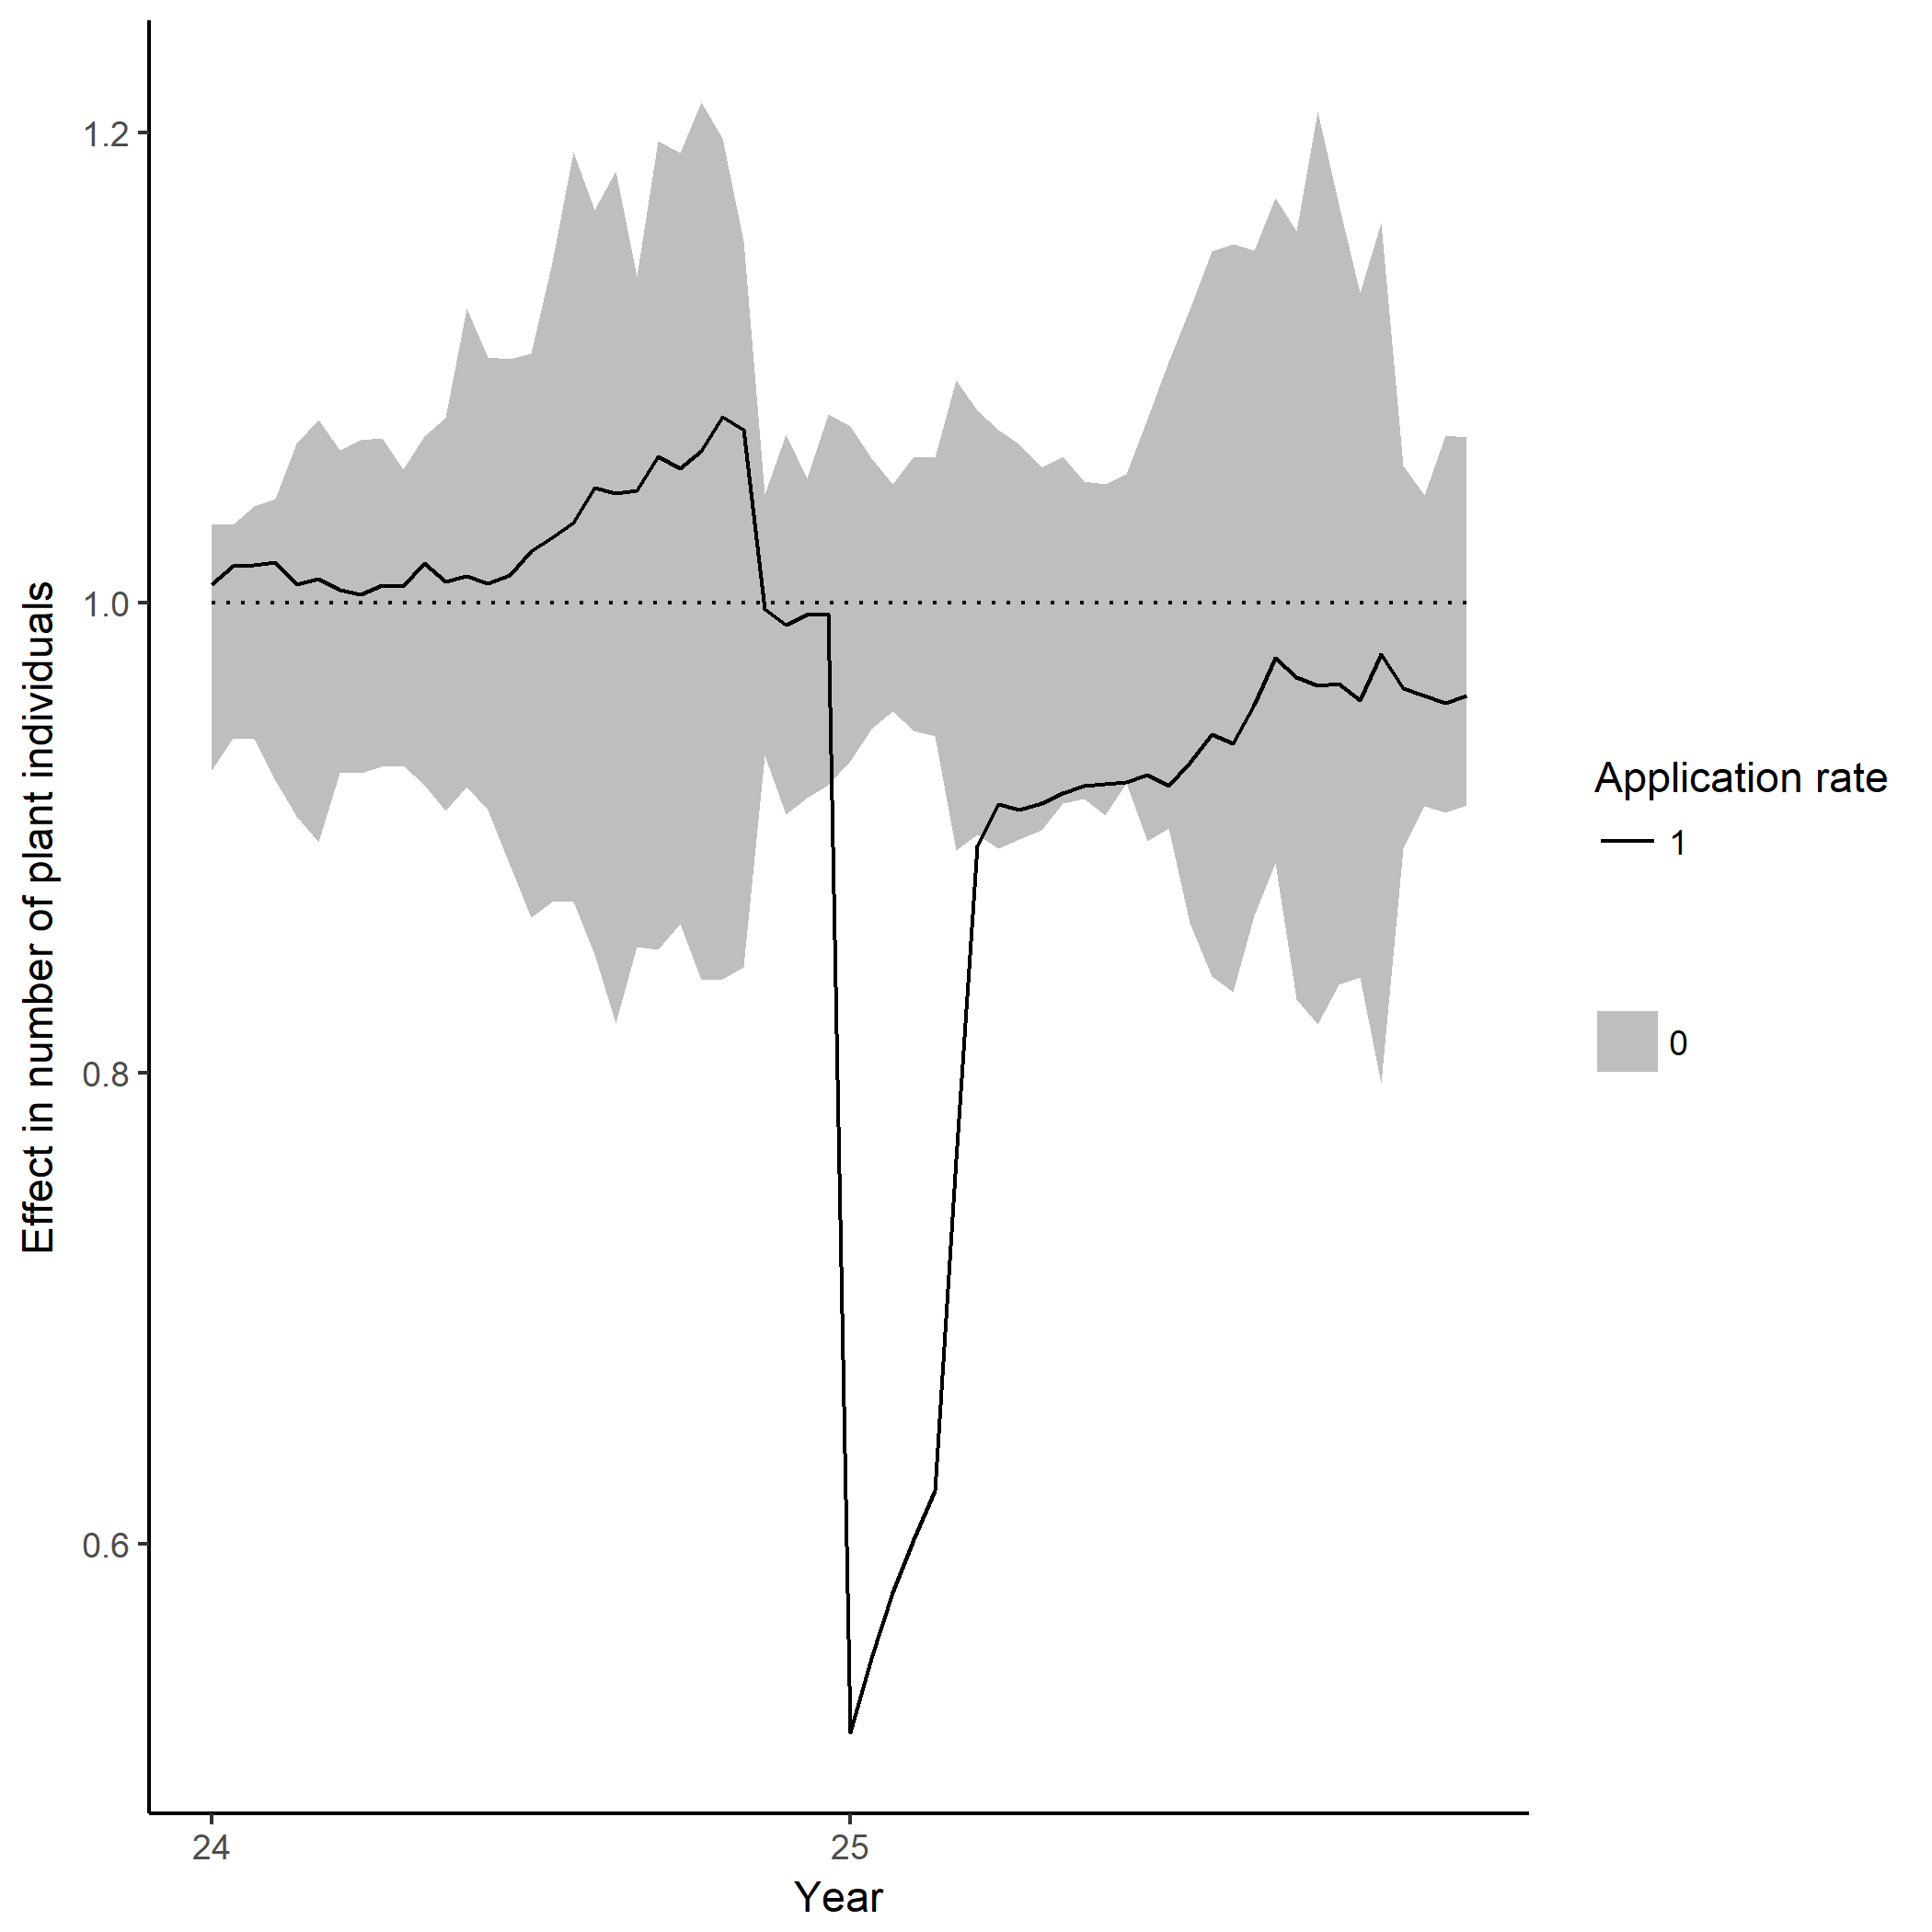 Effect in number of plant individuals
1.2
1.0
0.8
0.6
24
25
Year
Application rate
1
0